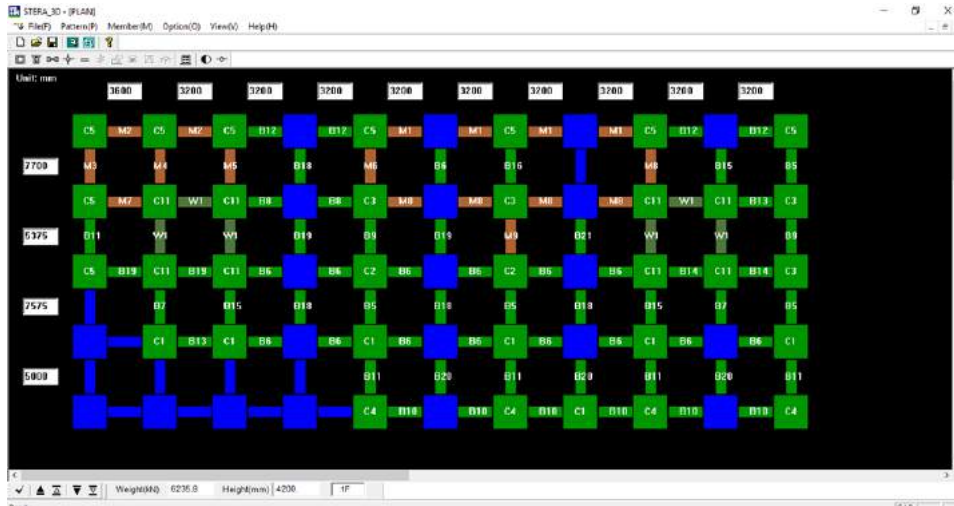 STERA_3D - [PLAN]
File(F) Pattern(P) Member(M) Option(O) View(V) Help(H)
Unit: mm
3600 3200 3200 3200 3200 3200 3200 3200 3200 3200
C5 M2 C5 M2 C5 B12 B12 C5 M1 M1 C5 M1 M1 C5 B12 B12 C5
7700 M3 M4 M5 B18 M6 B6 B16 M8 B15 B5
C5 M7 C11 W1 C11 B8 B8 C3 M8 M8 C3 M8 M8 C11 W1 C11 B13 C3
5375 B11 W1 W1 B19 B9 B19 M9 B21 W1 W1 B9
C5 B19 C11 B19 C11 B6 B6 C2 B6 B6 C2 B6 B6 C11 B14 C11 B14 C3
7575 B7 B15 B18 B5 B18 B5 B18 B15 B7 B5
C1 B13 C1 B6 B6 C1 B6 B6 C1 B6 B6 C1 B6 B6 C1
5000 B11 B20 B11 B20 B11 B20 B11
C4 B10 B10 C4 B10 C1 B10 C4 B10 B10 C4
Weight(kN) 6235.9 Height(mm) 4200 1F